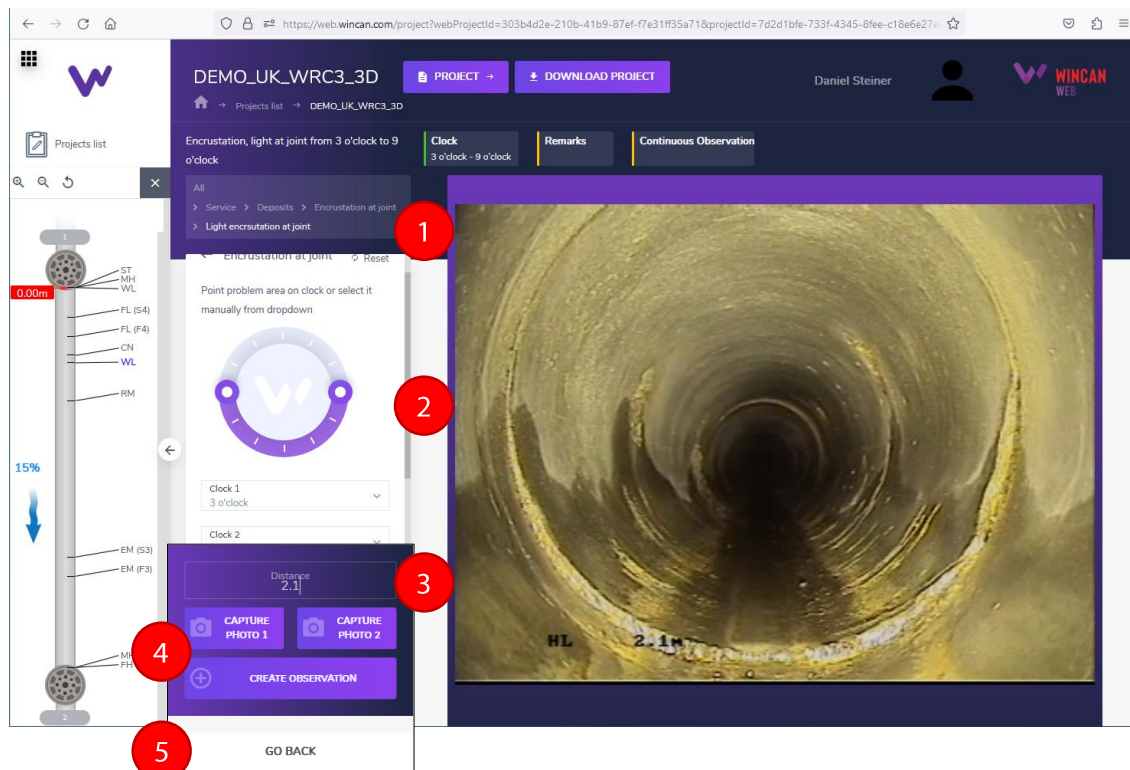 https://web.wincan.com/project?webProjectId=303b4d2e-210b-41b9-87ef-f7e31ff35a71&projectId=7d2d1bfe-733f-4345-8fee-c18e6e27e
DEMO_UK_WRC3_3D
PROJECT →
DOWNLOAD PROJECT
Daniel Steiner
WINCAN
WEB
→ Projects list → DEMO_UK_WRC3_3D
Projects list
Encrustation, light at joint from 3 o'clock to 9
o'clock
Clock
3 o'clock - 9 o'clock
Remarks
Continuous Observation
All
> Service > Deposits > Encrustation at joint
> Light encrsutation at joint
1
← Encrustation at joint
Reset
Point problem area on clock or select it
manually from dropdown
2
Clock 1
3 o'clock
Clock 2
Distance
2.1
3
CAPTURE
PHOTO 1
CAPTURE
PHOTO 2
4
CREATE OBSERVATION
5
GO BACK
1
ST
MH
WL
0.00m
FL (S4)
FL (F4)
CN
WL
RM
15%
EM (S3)
EM (F3)
FH
2
HL 2.1m